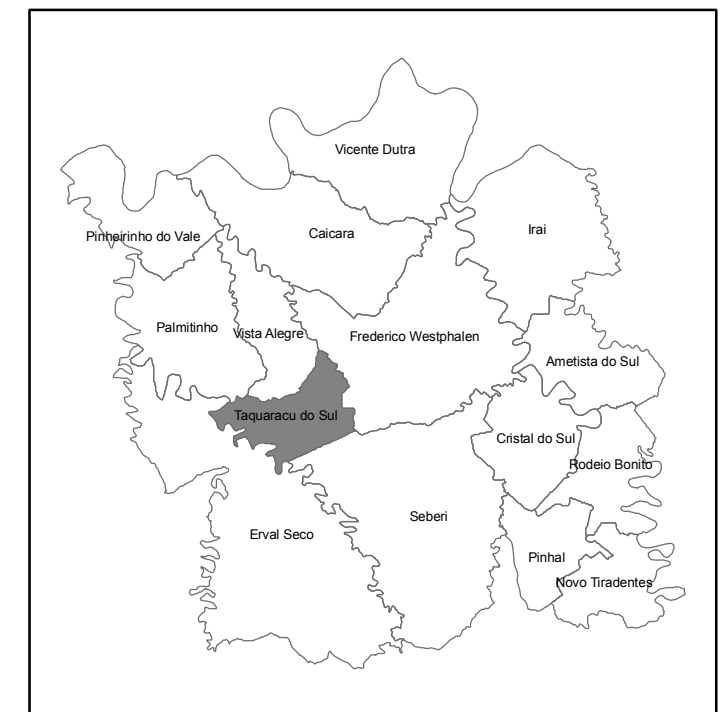 Vicente Dutra
Irai
Caicara
Pinheirinho do Vale
Palmitinho
Vista Alegre
Frederico Westphalen
Ametista do Sul
Taquaracu do Sul
Cristal do Sul
Rodeio Bonito
Seberi
Erval Seco
Pinhal
Novo Tiradentes